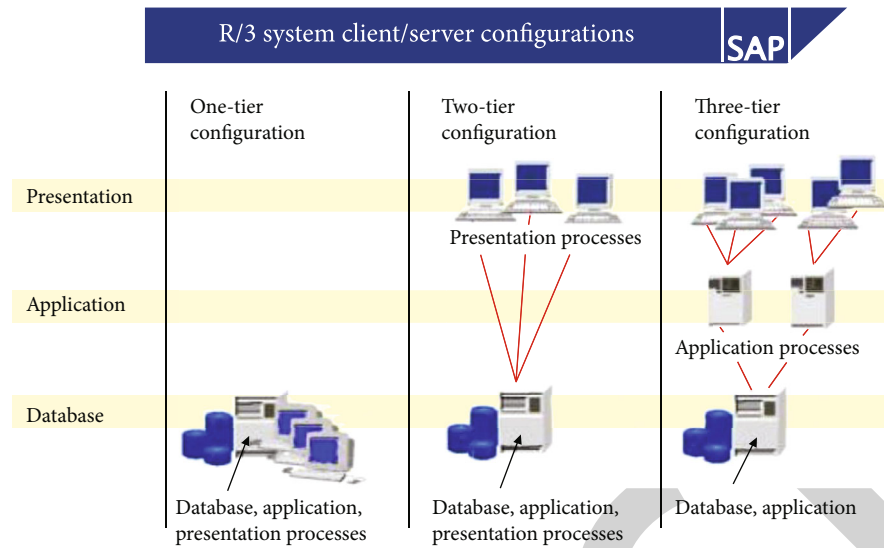 R/3 system client/server configurations
SAP
One-tier
configuration
Two-tier
configuration
Three-tier
configuration
Presentation
Presentation processes
Application
Application processes
Database
Database, application,
presentation processes
Database, application,
presentation processes
Database, application